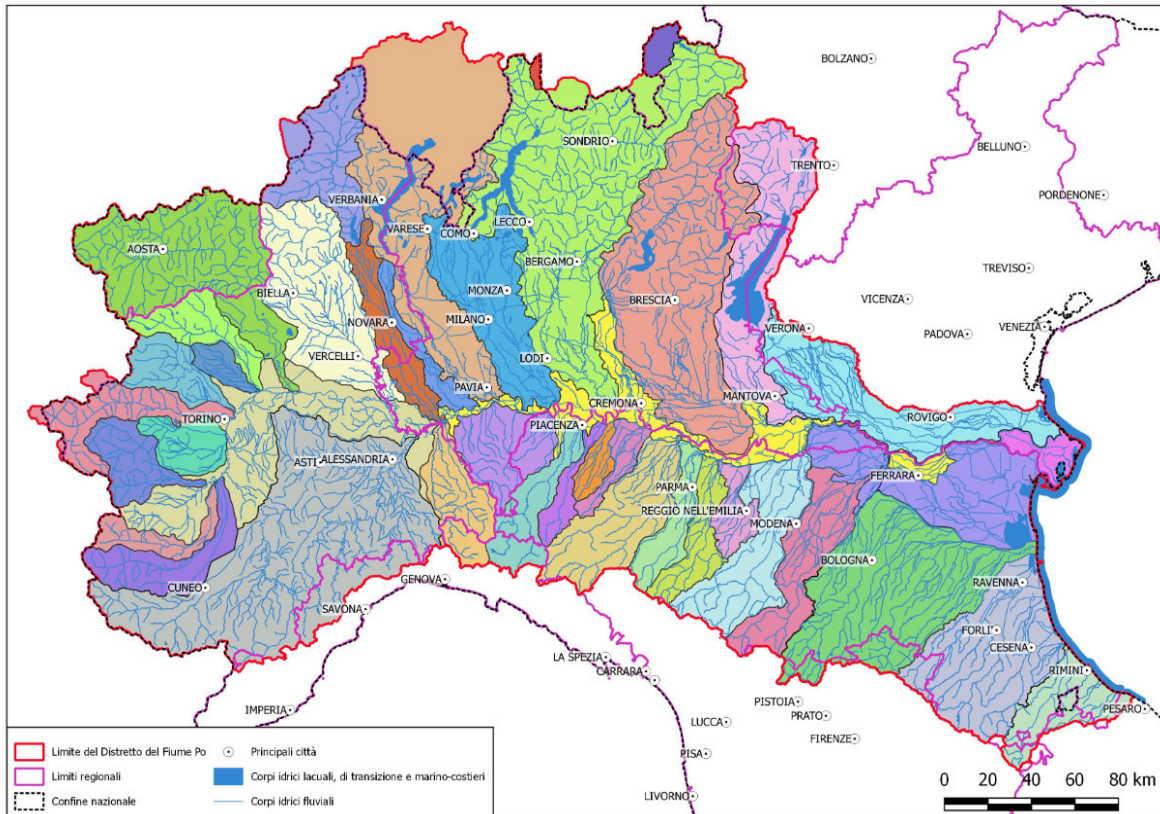 BOLZANO
BELLUNO
SONDRIO
TRENTO
PORDENONE
VERBANIA
VARESE
COMO
LECCO
AOSTA
BERGAMO
TREVISO
BIELLA
MONZA
BRESCIA
VICENZA
NOVARA
MILANO
VERONA
PADOVA
VENEZIA
VERCELLI
LODI
PAVIA
MANTOVA
CREMONA
TORINO
PIACENZA
ROVIGO
ASTI
ALESSANDRIA
FERRARA
PARMA
REGGIO NELL'EMILIA
MODENA
BOLOGNA
CUNEO
GENOVA
RAVENNA
SAVONA
FORLI'
CESENA
LA SPEZIA
RIMINI
CARRARA
IMPERIA
PISTOIA
PESARO
PRATO
LUCCA
FIRENZE
PISA
LIVORNO
Limite del Distretto del Fiume Po
Principali città
Limiti regionali
Corpi idrici lacuali, di transizione e marino-costieri
Confine nazionale
Corpi idrici fluviali
0 20 40 60 80 km